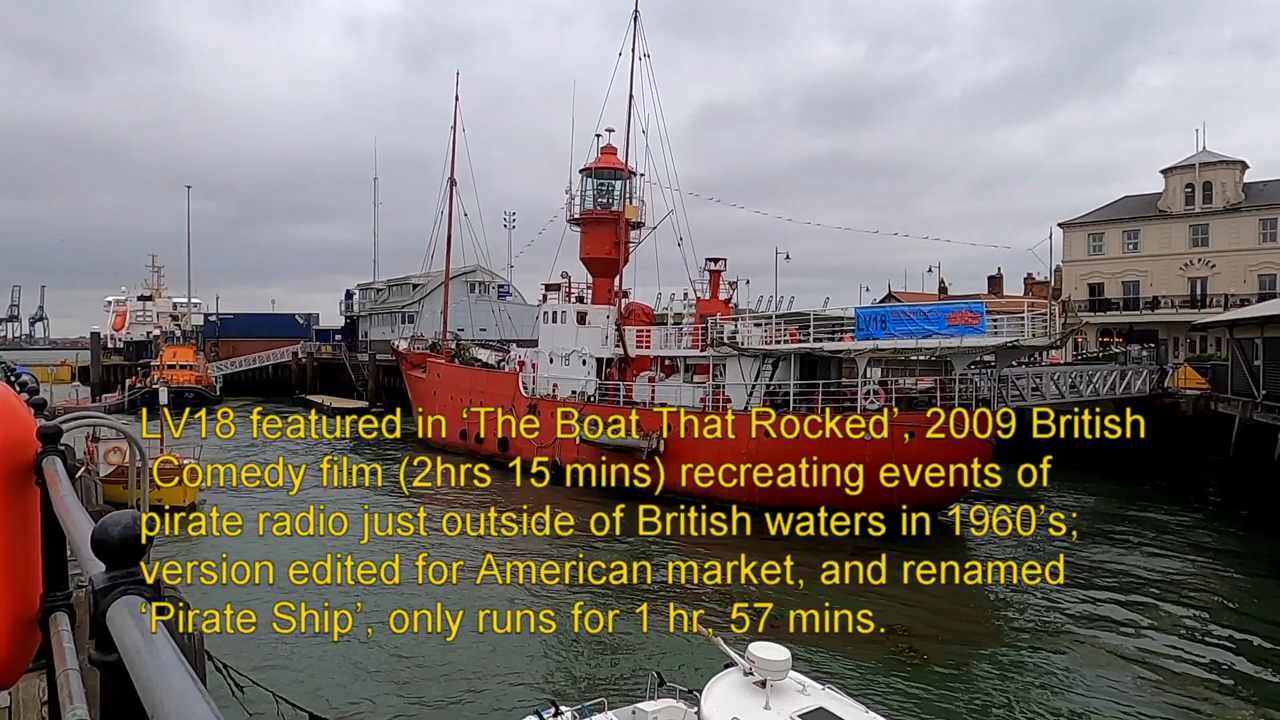 THE PIER
LV18
LV18 featured in ‘The Boat That Rocked’, 2009 British
Comedy film (2hrs 15 mins) recreating events of
pirate radio just outside of British waters in 1960’s;
version edited for American market, and renamed
‘Pirate Ship’, only runs for 1 hr, 57 mins.